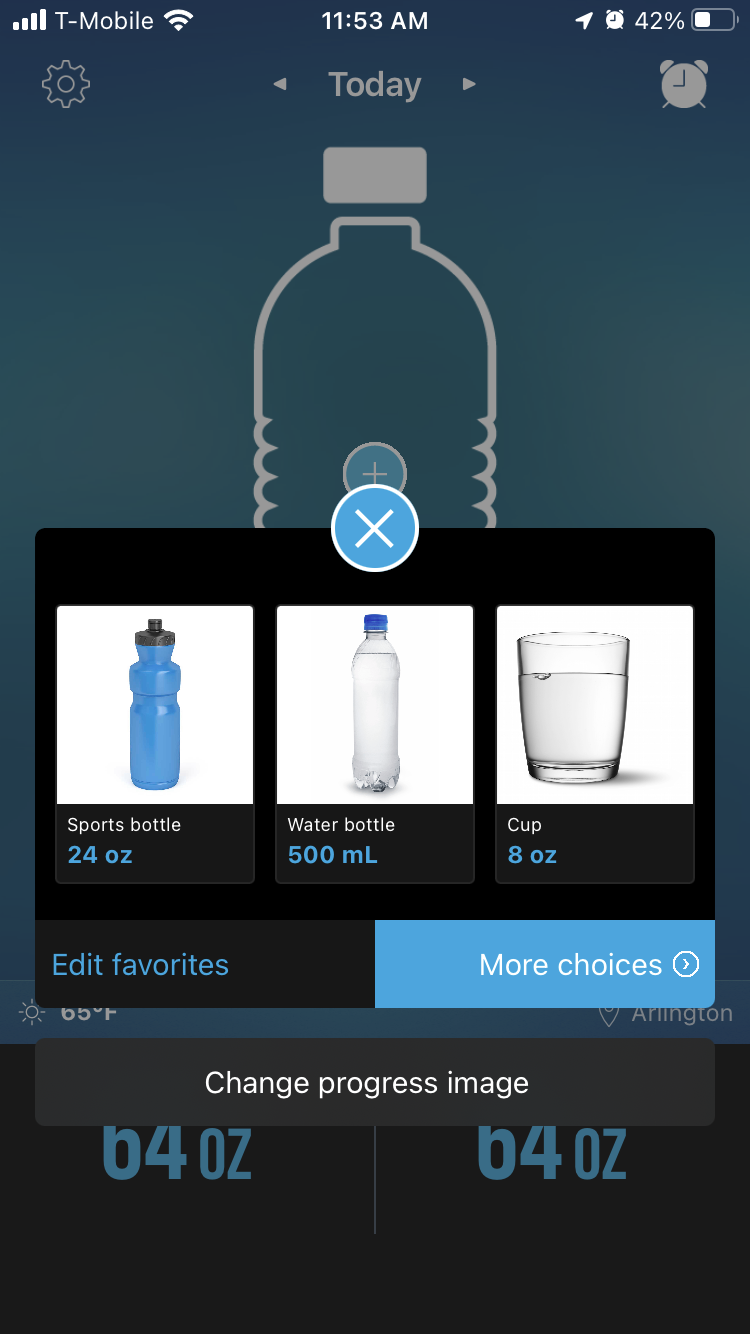 T-Mobile 11:53 AM 42%
Today
Sports bottle
24 oz
Water bottle
500 mL
Cup
8 oz
Edit favorites
More choices
65°F
Arlington
Change progress image
64 OZ
64 OZ